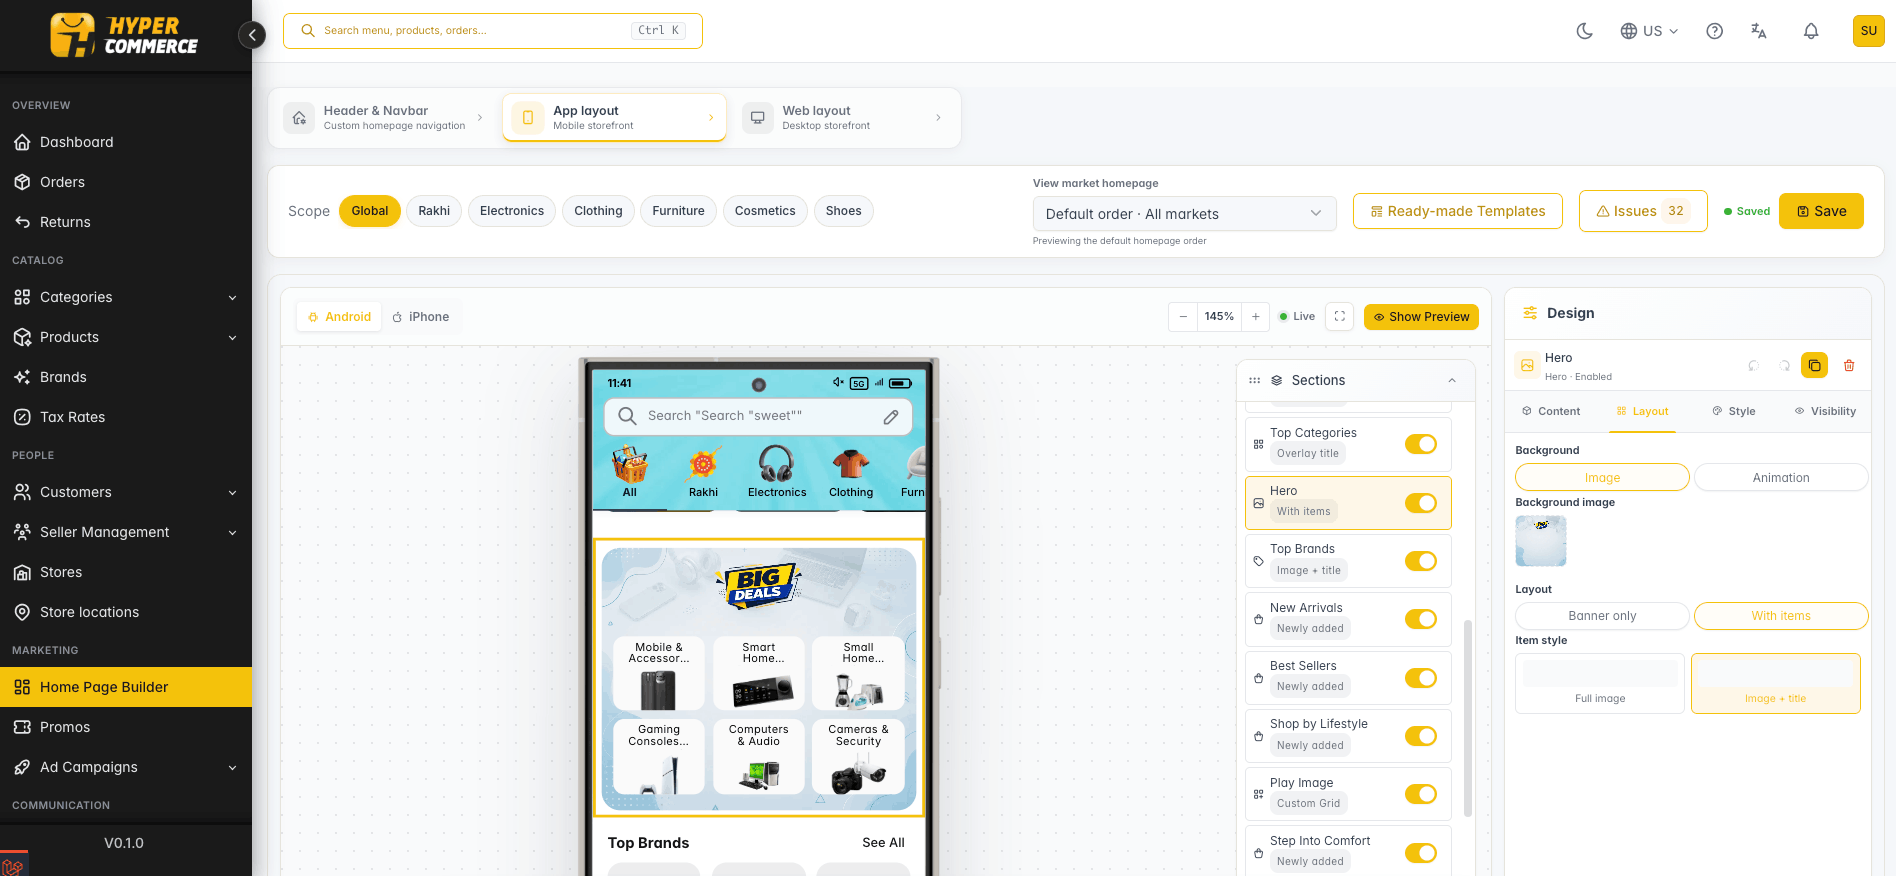 HYPER
COMMERCE
Search menu, products, orders...
Ctrl K
US
SU
OVERVIEW
Dashboard
Orders
Returns
CATALOG
Categories
Products
Brands
Tax Rates
PEOPLE
Customers
Seller Management
Stores
Store locations
MARKETING
Home Page Builder
Promos
Ad Campaigns
COMMUNICATION
V0.1.0
Header & Navbar
Custom homepage navigation
App layout
Mobile storefront
Web layout
Desktop storefront
Scope
Global
Rakhi
Electronics
Clothing
Furniture
Cosmetics
Shoes
View market homepage
Default order · All markets
Previewing the default homepage order
Ready-made Templates
Issues 32
Saved
Save
Android
iPhone
145%
Live
Show Preview
11:41
5G
Search "Search "sweet""
All
Rakhi
Electronics
Clothing
Furn
BIG
DEALS
Mobile &
Accessor...
Smart
Home...
Small
Home...
Gaming
Consoles...
Computers
& Audio
Cameras &
Security
Top Brands
See All
Sections
Top Categories
Overlay title
Hero
With items
Top Brands
Image + title
New Arrivals
Newly added
Best Sellers
Newly added
Shop by Lifestyle
Newly added
Play Image
Custom Grid
Step Into Comfort
Newly added
Design
Hero
Hero · Enabled
Content
Layout
Style
Visibility
Background
Image
Animation
Background image
Layout
Banner only
With items
Item style
Full image
Image + title